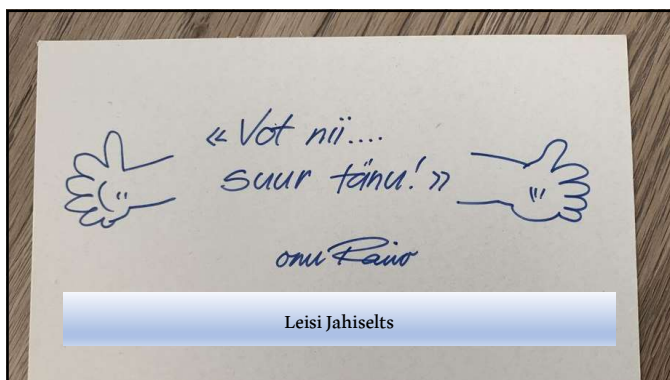 «Vot nii....
suur tänu!»
onu Raivo
Leisi Jahiselts